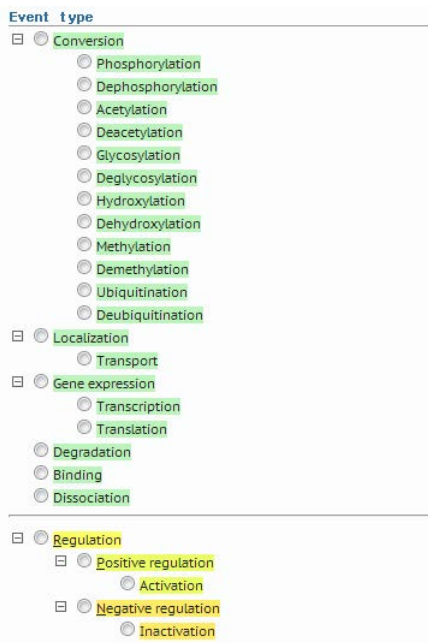 Event type
Conversion
Phosphorylation
Dephosphorylation
Acetylation
Deacetylation
Glycosylation
Deglycosylation
Hydroxylation
Dehydroxylation
Methylation
Demethylation
Ubiquitination
Deubiquitination
Localization
Transport
Gene expression
Transcription
Translation
Degradation
Binding
Dissociation
Regulation
Positive regulation
Activation
Negative regulation
Inactivation